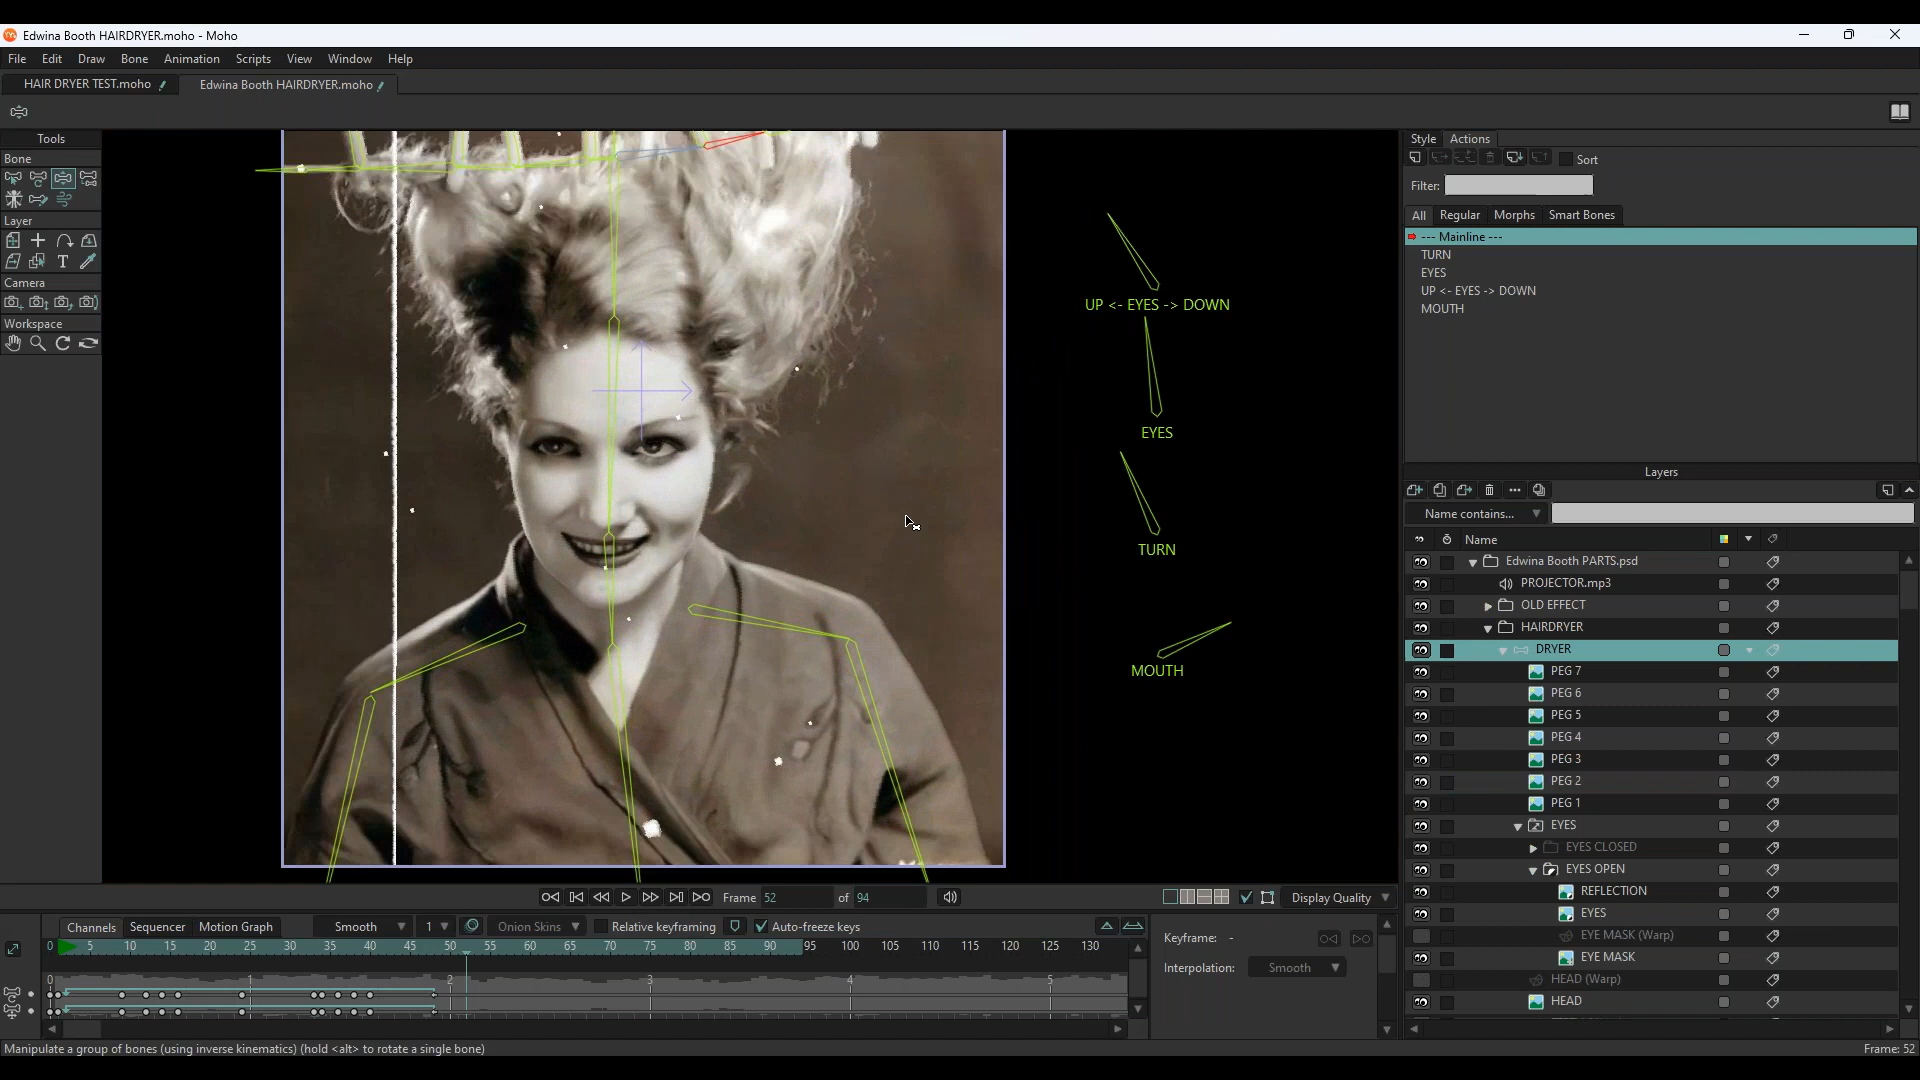 Edwina Booth HAIRDRYER.moho - Moho
File Edit Draw Bone Animation Scripts View Window Help
HAIR DRYER TEST.moho Edwina Booth HAIRDRYER.moho
Tools
Bone
Layer
Camera
Workspace
UP <- EYES -> DOWN
EYES
TURN
MOUTH
Style Actions
Sort
Filter:
All Regular Morphs Smart Bones
--- Mainline ---
TURN
EYES
UP <- EYES -> DOWN
MOUTH
Layers
Name contains...
Name
Edwina Booth PARTS.psd
PROJECTOR.mp3
OLD EFFECT
HAIRDRYER
DRYER
PEG 7
PEG 6
PEG 5
PEG 4
PEG 3
PEG 2
PEG 1
EYES
EYES CLOSED
EYES OPEN
REFLECTION
EYES
EYE MASK (Warp)
EYE MASK
HEAD (Warp)
HEAD
Frame 52 of 94 Display Quality
Channels Sequencer Motion Graph Smooth 1 Onion Skins Relative keyframing Auto-freeze keys
0 5 10 15 20 25 30 35 40 45 50 55 60 65 70 75 80 85 90 95 100 105 110 115 120 125 130
0 1 2 3 4 5
Keyframe: -
Interpolation: Smooth
Manipulate a group of bones (using inverse kinematics) (hold <alt> to rotate a single bone) Frame: 52